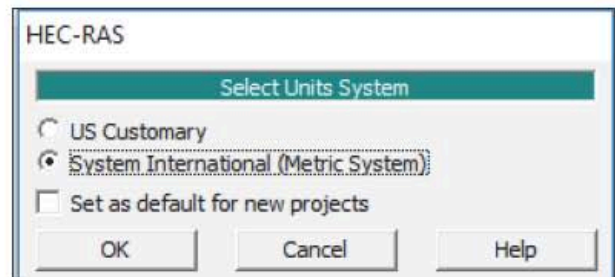 HEC-RAS
Select Units System
US Customary
System International (Metric System)
Set as default for new projects
OK Cancel Help